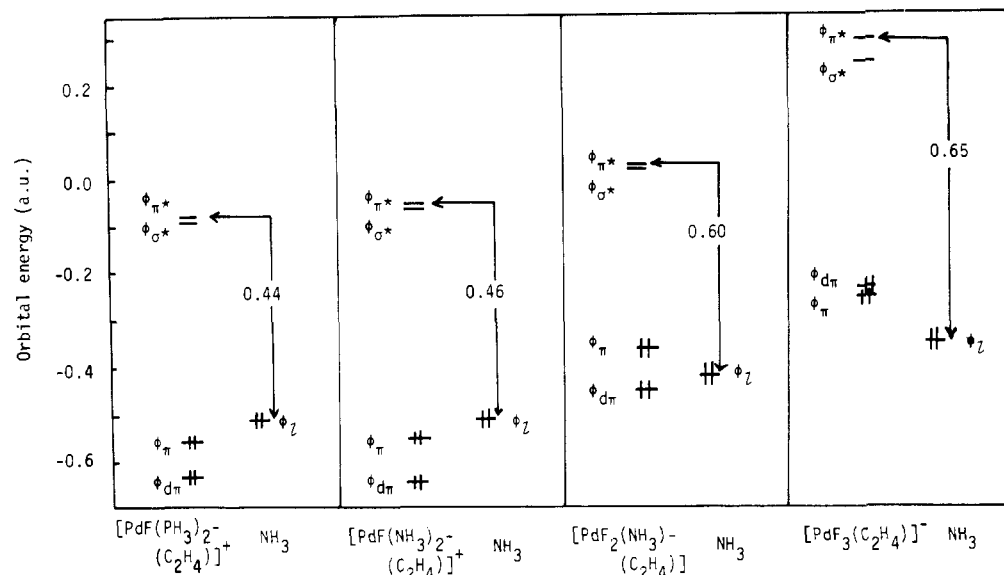 Orbital energy (a.u.)
0.2
0.0
-0.2
-0.4
-0.6
ϕπ*
ϕσ*
0.44
ϕπ
ϕdπ
ϕl
[PdF(PH3)2-
(C2H4)]+
NH3
ϕπ*
ϕσ*
0.46
ϕπ
ϕdπ
ϕl
[PdF(NH3)2-
(C2H4)]+
NH3
ϕπ*
ϕσ*
0.60
ϕπ
ϕdπ
ϕl
[PdF2(NH3)-
(C2H4)]
NH3
ϕπ*
ϕσ*
0.65
ϕdπ
ϕπ
ϕl
[PdF3(C2H4)]-
NH3